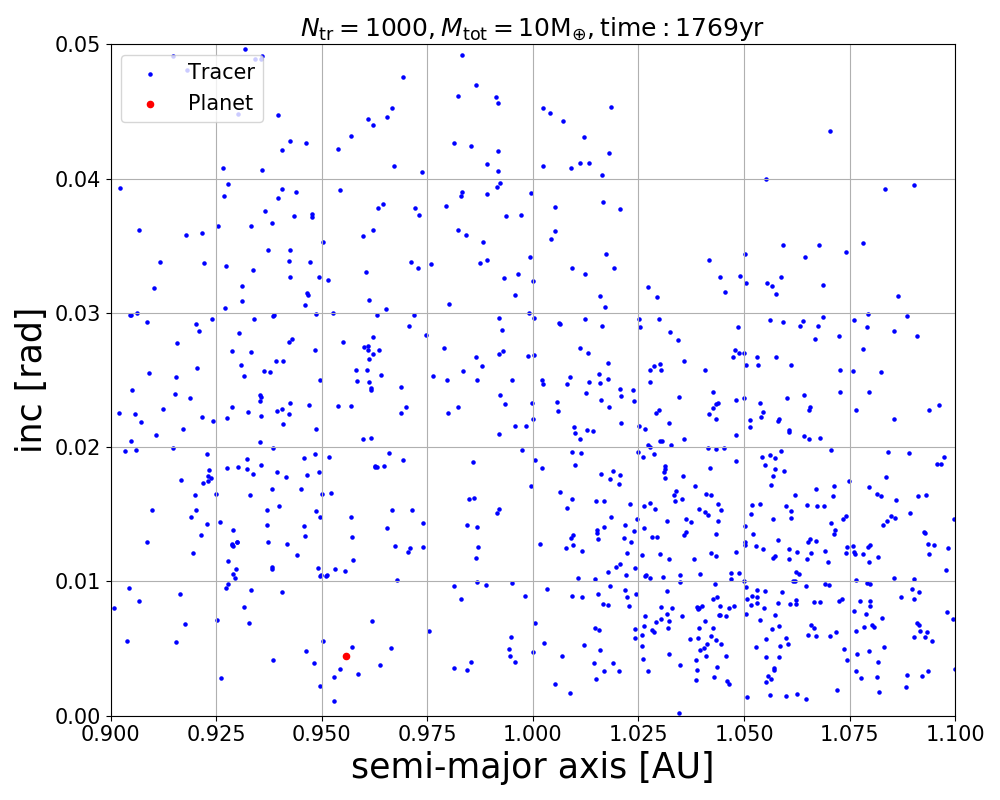 N_tr = 1000, M_tot = 10M_⊕, time : 1769yr
Tracer
Planet
inc [rad]
0.05
0.04
0.03
0.02
0.01
0.00
0.900 0.925 0.950 0.975 1.000 1.025 1.050 1.075 1.100
semi-major axis [AU]